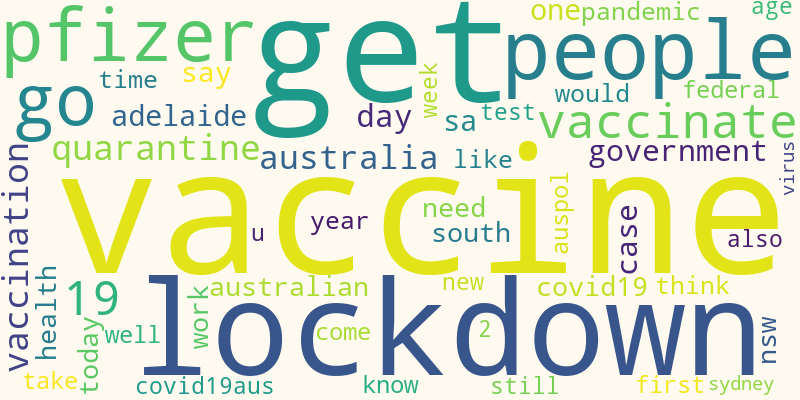 pfizer
get
one
pandemic
age
people
go
time
say
adelaide
day
week
sa
test
would
federal
vaccinate
quarantine
australia
like
government
virus
vaccination
vaccine
auspol
need
year
u
south
case
also
health
19
australian
new
covid19
think
lockdown
work
come
2
nsw
today
well
take
covid19aus
know
still
first
sydney